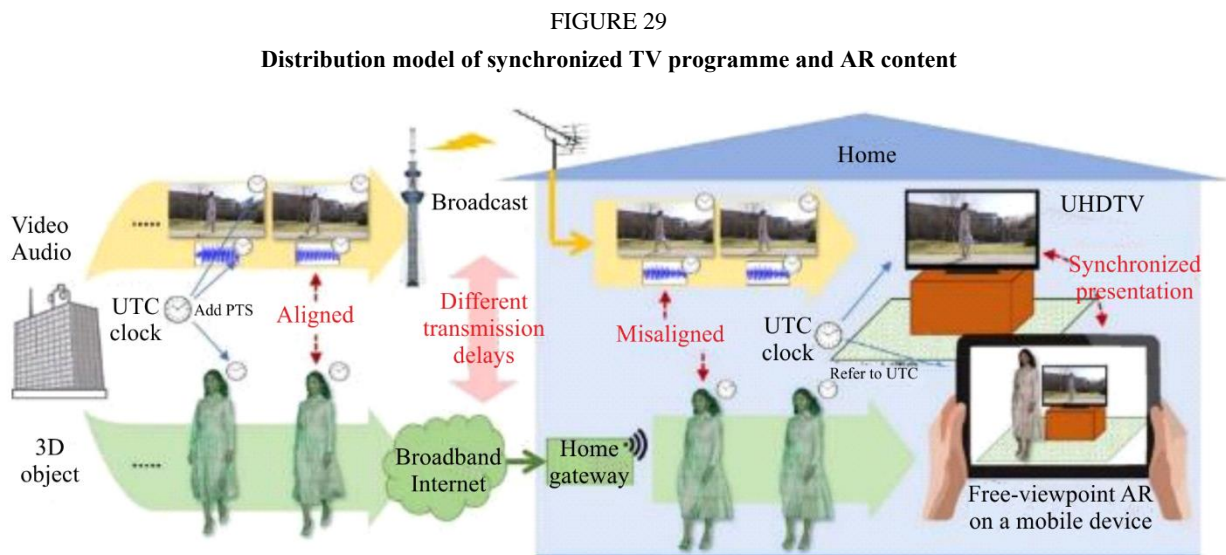 FIGURE 29
Distribution model of synchronized TV programme and AR content
Home
Video
Audio
.....
Broadcast
UHDTV
UTC
clock
Add PTS
Aligned
Different
transmission
delays
Misaligned
UTC
clock
Refer to UTC
Synchronized
presentation
3D
object
.....
Broadband
Internet
Home
gateway
Free-viewpoint AR
on a mobile device